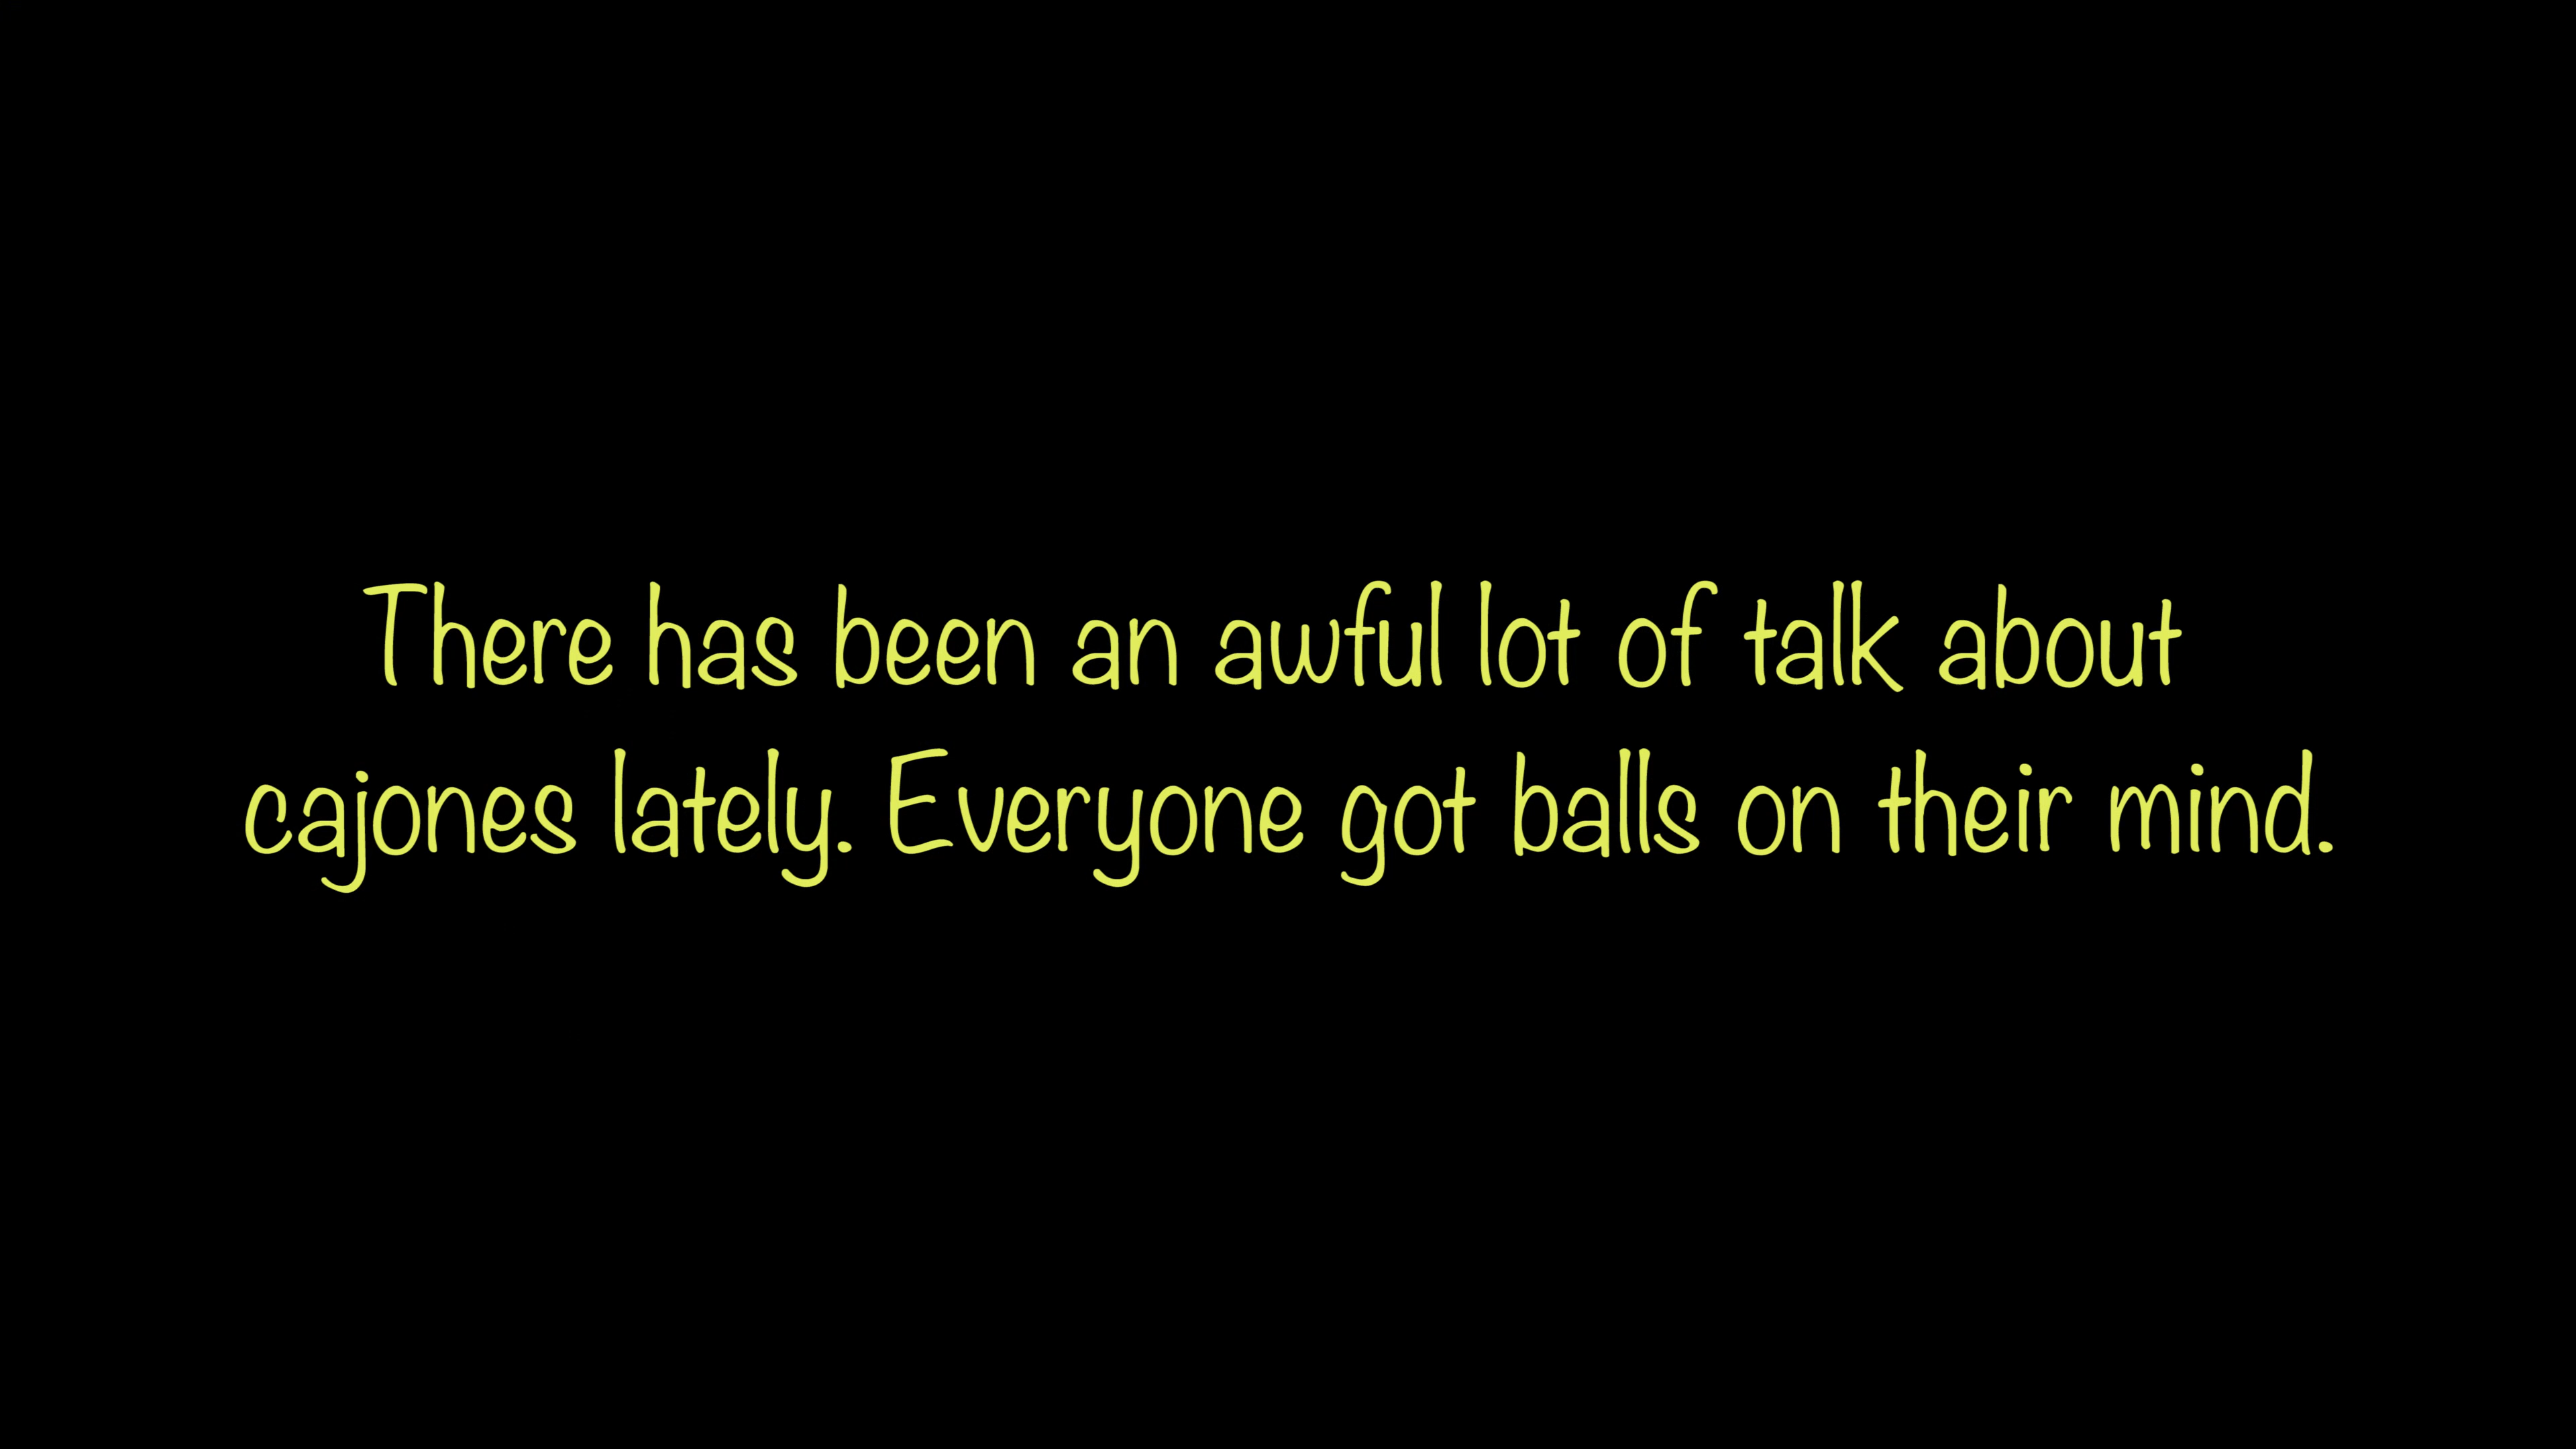 There has been an awful lot of talk about
cajones lately. Everyone got balls on their mind.